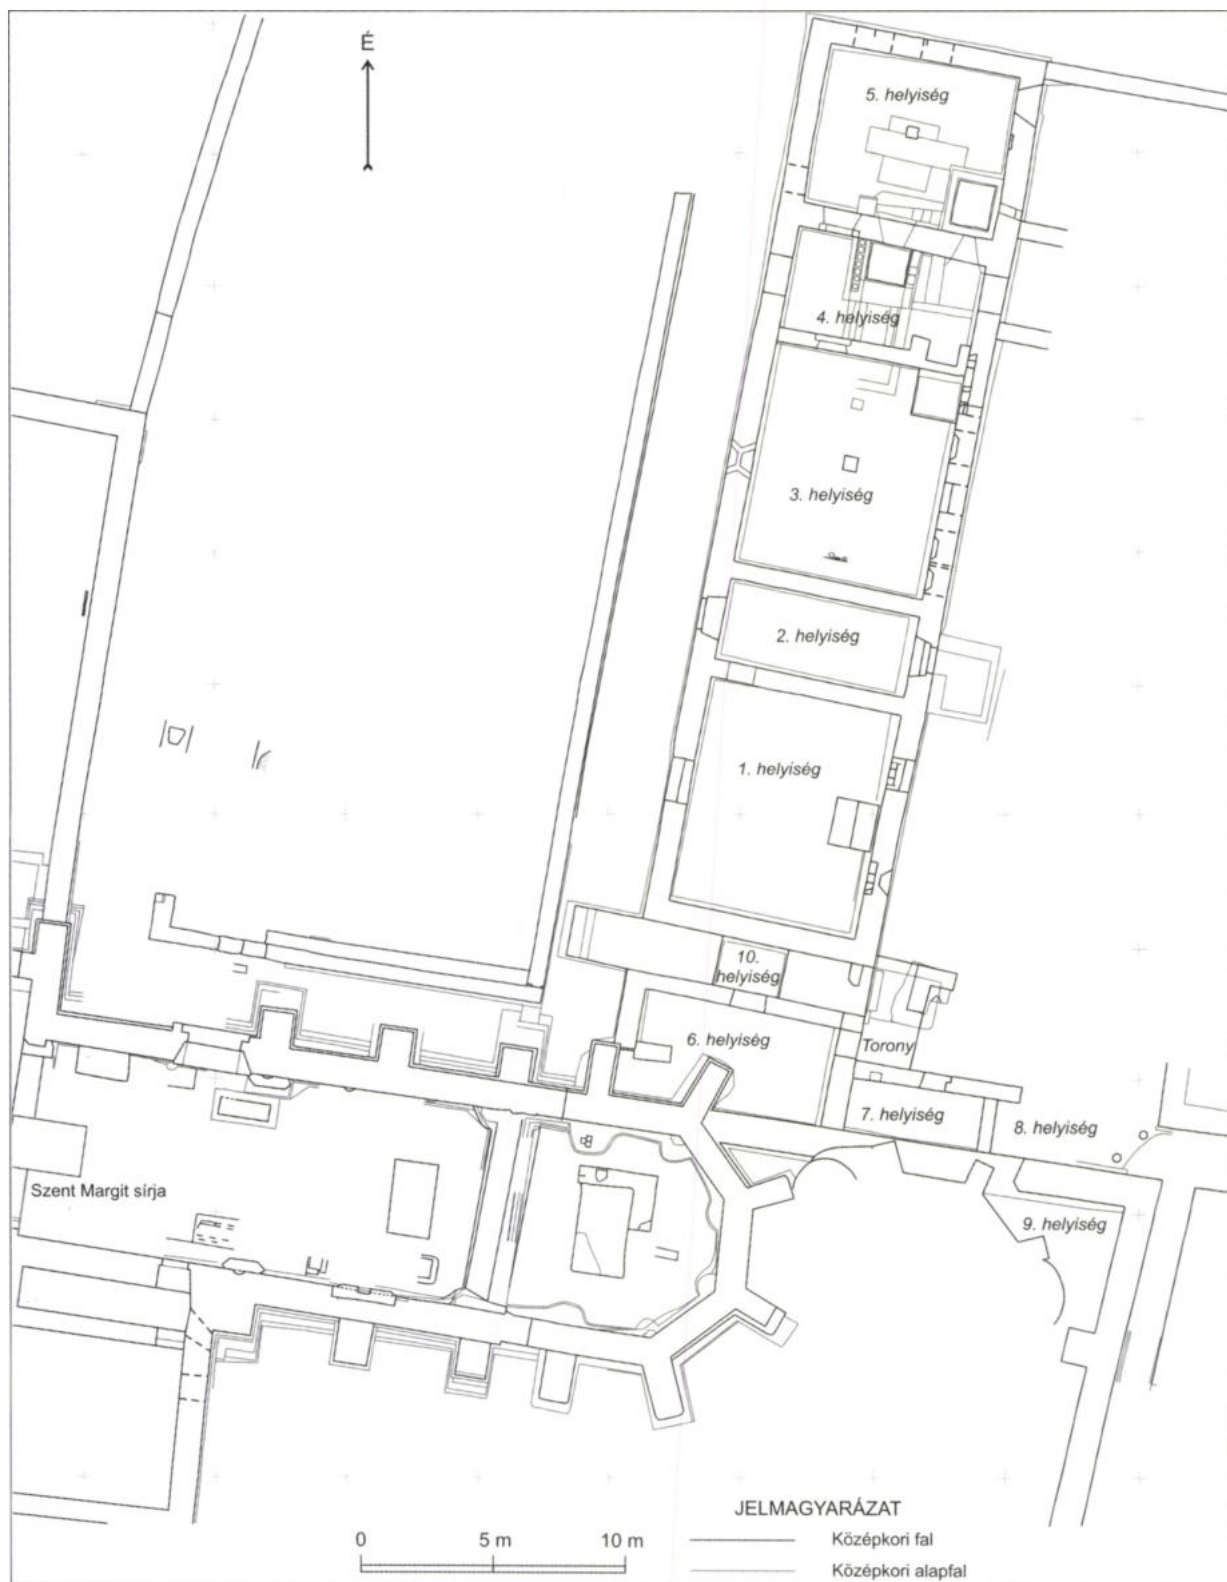 É
5. helyiség
4. helyiség
3. helyiség
2. helyiség
1. helyiség
10.
helyiség
6. helyiség
Torony
7. helyiség
8. helyiség
Szent Margit sírja
9. helyiség
JELMAGYARÁZAT
0 5 m 10 m
Középkori fal
Középkori alapfal